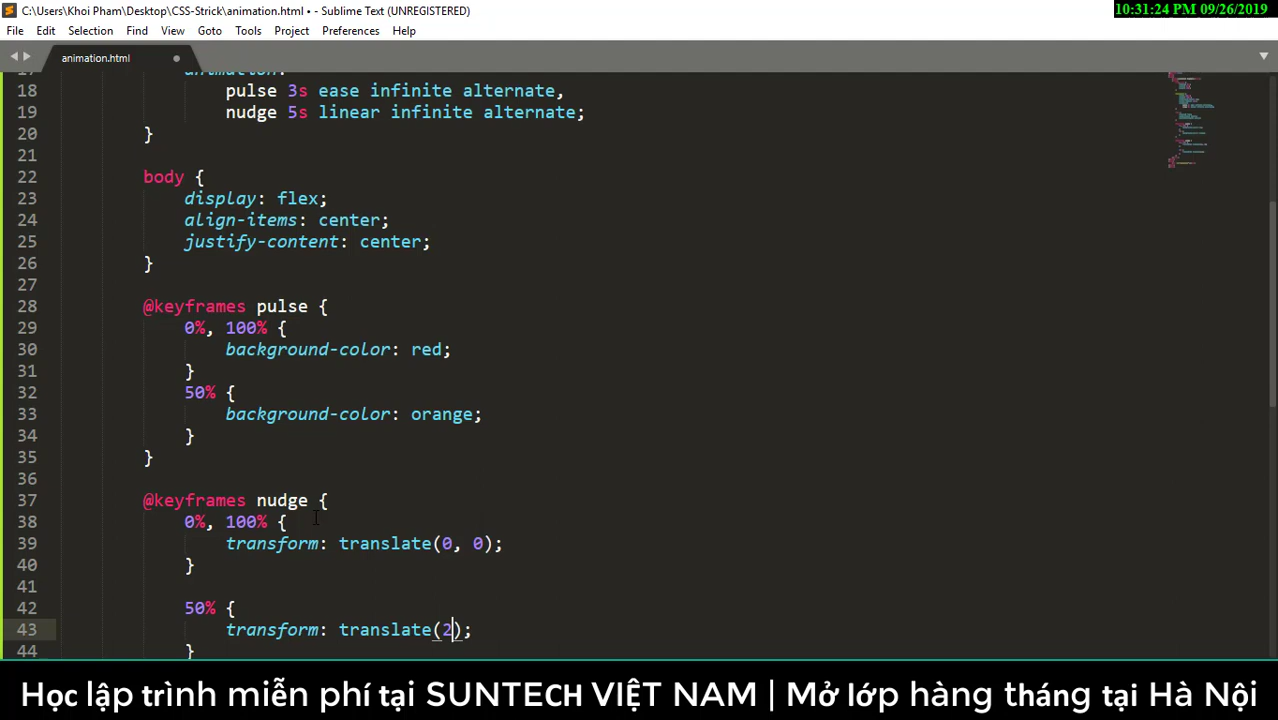 C:\Users\Khoi Pham\Desktop\CSS-Strick\animation.html • - Sublime Text (UNREGISTERED)
10:31:24 PM 09/26/2019
File Edit Selection Find View Goto Tools Project Preferences Help
animation.html
17 animation:
18 pulse 3s ease infinite alternate,
19 nudge 5s linear infinite alternate;
20 }
21
22 body {
23 display: flex;
24 align-items: center;
25 justify-content: center;
26 }
27
28 @keyframes pulse {
29 0%, 100% {
30 background-color: red;
31 }
32 50% {
33 background-color: orange;
34 }
35 }
36
37 @keyframes nudge {
38 0%, 100% {
39 transform: translate(0, 0);
40 }
41
42 50% {
43 transform: translate(2);
44 }
Học lập trình miễn phí tại SUNTECH VIỆT NAM | Mở lớp hàng tháng tại Hà Nội